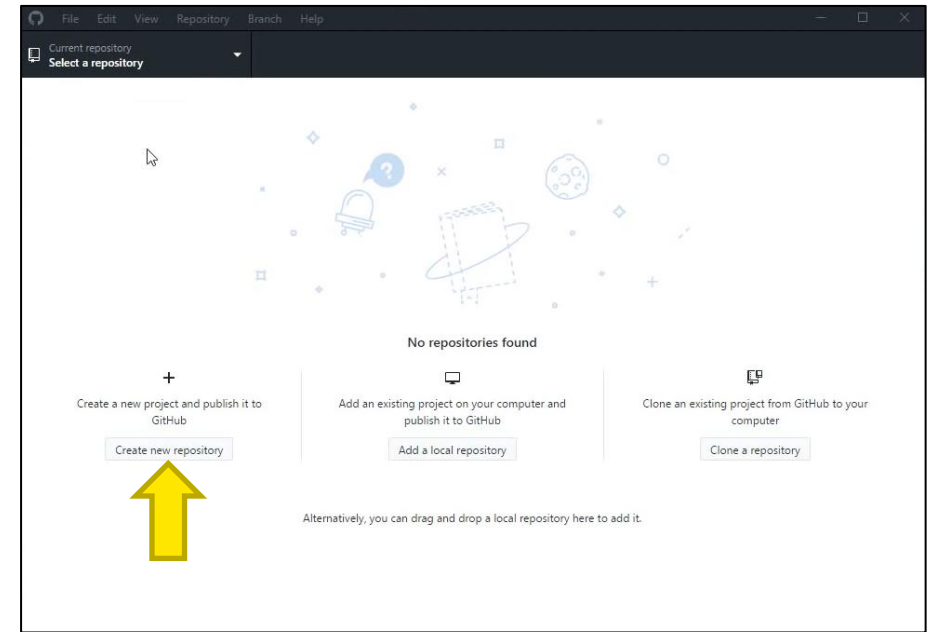 File Edit View Repository Branch Help
Current repository
Select a repository
?
No repositories found
Create a new project and publish it to
GitHub
Create new repository
Add an existing project on your computer and
publish it to GitHub
Add a local repository
Clone an existing project from GitHub to your
computer
Clone a repository
Alternatively, you can drag and drop a local repository here to add it.